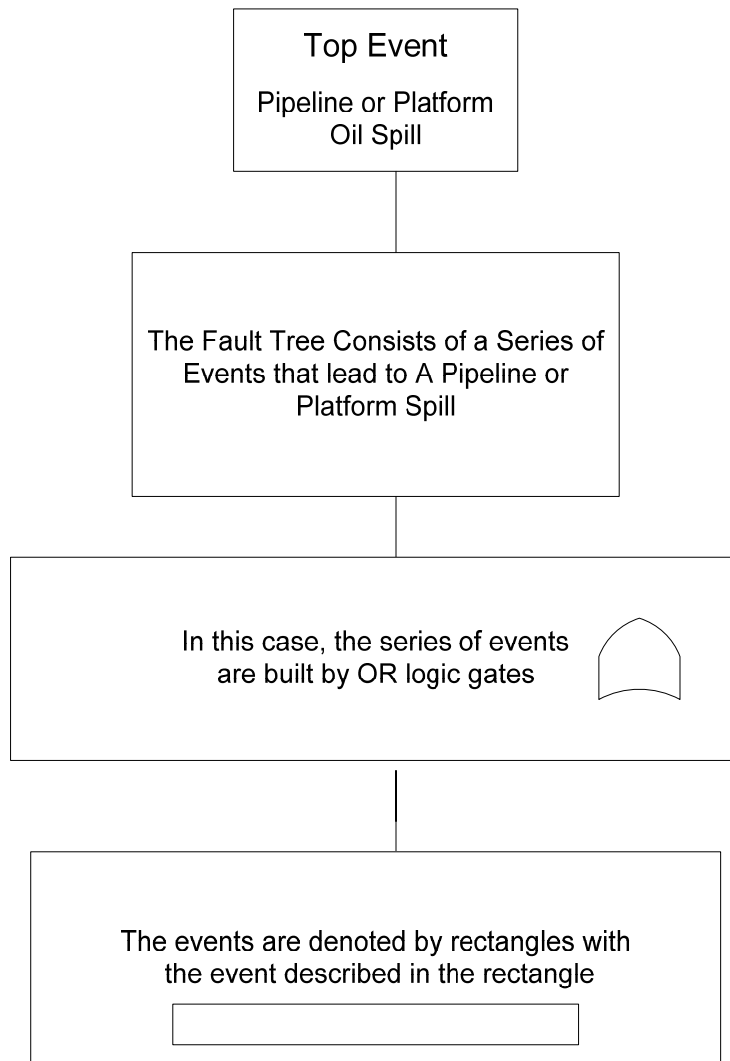 Top Event
Pipeline or Platform
Oil Spill
The Fault Tree Consists of a Series of
Events that lead to A Pipeline or
Platform Spill
In this case, the series of events
are built by OR logic gates
The events are denoted by rectangles with
the event described in the rectangle